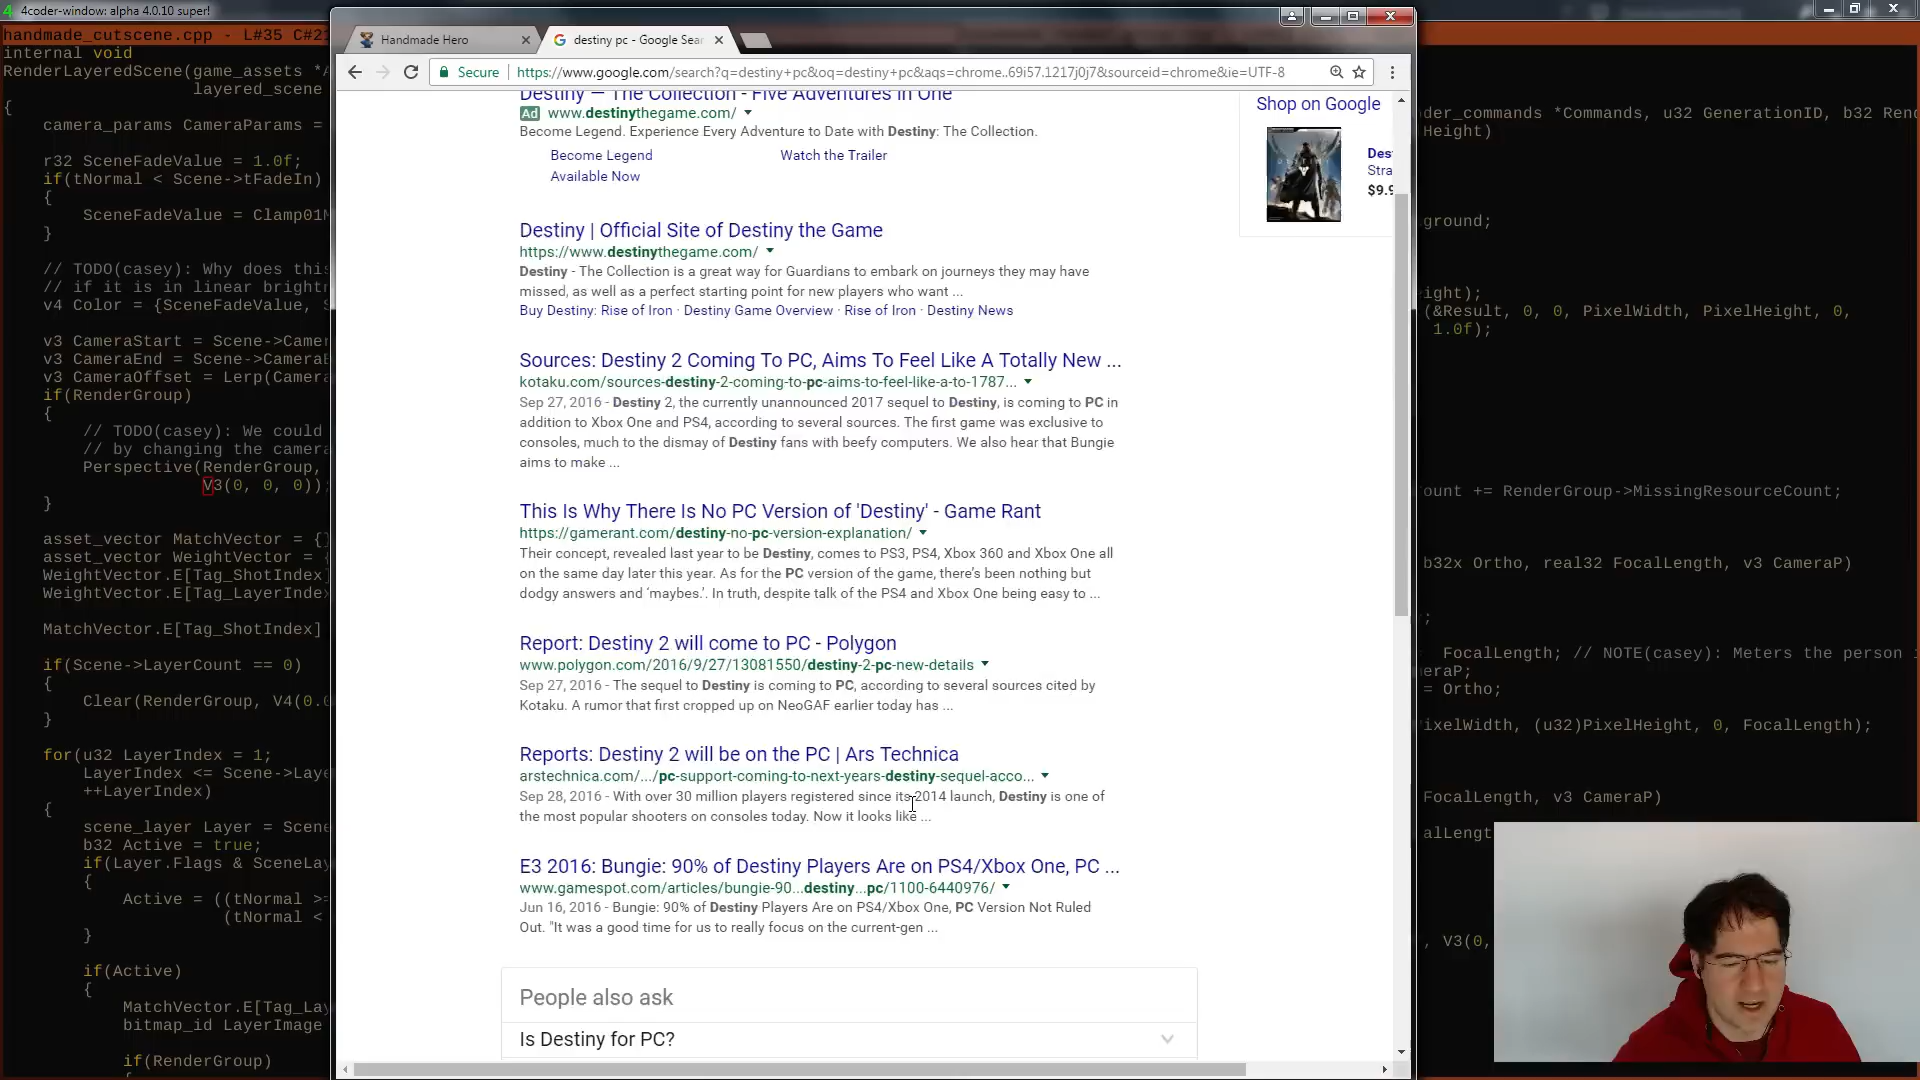 4coder-window: alpha 4.0.10 super!
handmade_cutscene.cpp - L#35 C#21
internal void
RenderLayeredScene(game_assets *A
layered_scene
{
camera_params CameraParams =
r32 SceneFadeValue = 1.0f;
if(tNormal < Scene->tFadeIn)
{
SceneFadeValue = Clamp01M
}
// TODO(casey): Why does this
// if it is in linear brightn
v4 Color = {SceneFadeValue, S
v3 CameraStart = Scene->Camer
v3 CameraEnd = Scene->CameraE
v3 CameraOffset = Lerp(Camera
if(RenderGroup)
{
// TODO(casey): We could
// by changing the camera
Perspective(RenderGroup,
V3(0, 0, 0));
}
asset_vector MatchVector = {}
asset_vector WeightVector = {
WeightVector.E[Tag_ShotIndex]
WeightVector.E[Tag_LayerIndex
MatchVector.E[Tag_ShotIndex]
if(Scene->LayerCount == 0)
{
Clear(RenderGroup, V4(0.0
}
for(u32 LayerIndex = 1;
LayerIndex <= Scene->Laye
++LayerIndex)
{
scene_layer Layer = Scene
b32 Active = true;
if(Layer.Flags & SceneLay
{
Active = ((tNormal >=
(tNormal <
}
if(Active)
{
MatchVector.E[Tag_Lay
bitmap_id LayerImage
if(RenderGroup)
Handmade Hero
destiny pc - Google Sear
Secure
https://www.google.com/search?q=destiny+pc&oq=destiny+pc&aqs=chrome..69i57.1217j0j7&sourceid=chrome&ie=UTF-8
Destiny — The Collection - Five Adventures in One
Ad www.destinythegame.com/
Become Legend. Experience Every Adventure to Date with Destiny: The Collection.
Become Legend Watch the Trailer
Available Now
Destiny | Official Site of Destiny the Game
https://www.destinythegame.com/
Destiny - The Collection is a great way for Guardians to embark on journeys they may have
missed, as well as a perfect starting point for new players who want ...
Buy Destiny: Rise of Iron · Destiny Game Overview · Rise of Iron · Destiny News
Sources: Destiny 2 Coming To PC, Aims To Feel Like A Totally New ...
kotaku.com/sources-destiny-2-coming-to-pc-aims-to-feel-like-a-to-1787...
Sep 27, 2016 - Destiny 2, the currently unannounced 2017 sequel to Destiny, is coming to PC in
addition to Xbox One and PS4, according to several sources. The first game was exclusive to
consoles, much to the dismay of Destiny fans with beefy computers. We also hear that Bungie
aims to make ...
This Is Why There Is No PC Version of 'Destiny' - Game Rant
https://gamerant.com/destiny-no-pc-version-explanation/
Their concept, revealed last year to be Destiny, comes to PS3, PS4, Xbox 360 and Xbox One all
on the same day later this year. As for the PC version of the game, there's been nothing but
dodgy answers and 'maybes.'. In truth, despite talk of the PS4 and Xbox One being easy to ...
Report: Destiny 2 will come to PC - Polygon
www.polygon.com/2016/9/27/13081550/destiny-2-pc-new-details
Sep 27, 2016 - The sequel to Destiny is coming to PC, according to several sources cited by
Kotaku. A rumor that first cropped up on NeoGAF earlier today has ...
Reports: Destiny 2 will be on the PC | Ars Technica
arstechnica.com/.../pc-support-coming-to-next-years-destiny-sequel-acco...
Sep 28, 2016 - With over 30 million players registered since its 2014 launch, Destiny is one of
the most popular shooters on consoles today. Now it looks like ...
E3 2016: Bungie: 90% of Destiny Players Are on PS4/Xbox One, PC ...
www.gamespot.com/articles/bungie-90...destiny...pc/1100-6440976/
Jun 16, 2016 - Bungie: 90% of Destiny Players Are on PS4/Xbox One, PC Version Not Ruled
Out. "It was a good time for us to really focus on the current-gen ...
People also ask
Is Destiny for PC?
Shop on Google
DESTINY
Des
Stra
$9.9
der_commands *Commands, u32 GenerationID, b32 Rend
Height)
ground;
ight);
(&Result, 0, 0, PixelWidth, PixelHeight, 0,
1.0f);
ount += RenderGroup->MissingResourceCount;
b32x Ortho, real32 FocalLength, v3 CameraP)
;
FocalLength; // NOTE(casey): Meters the person i
eraP;
= Ortho;
ixelWidth, (u32)PixelHeight, 0, FocalLength);
FocalLength, v3 CameraP)
alLengt
, V3(0,